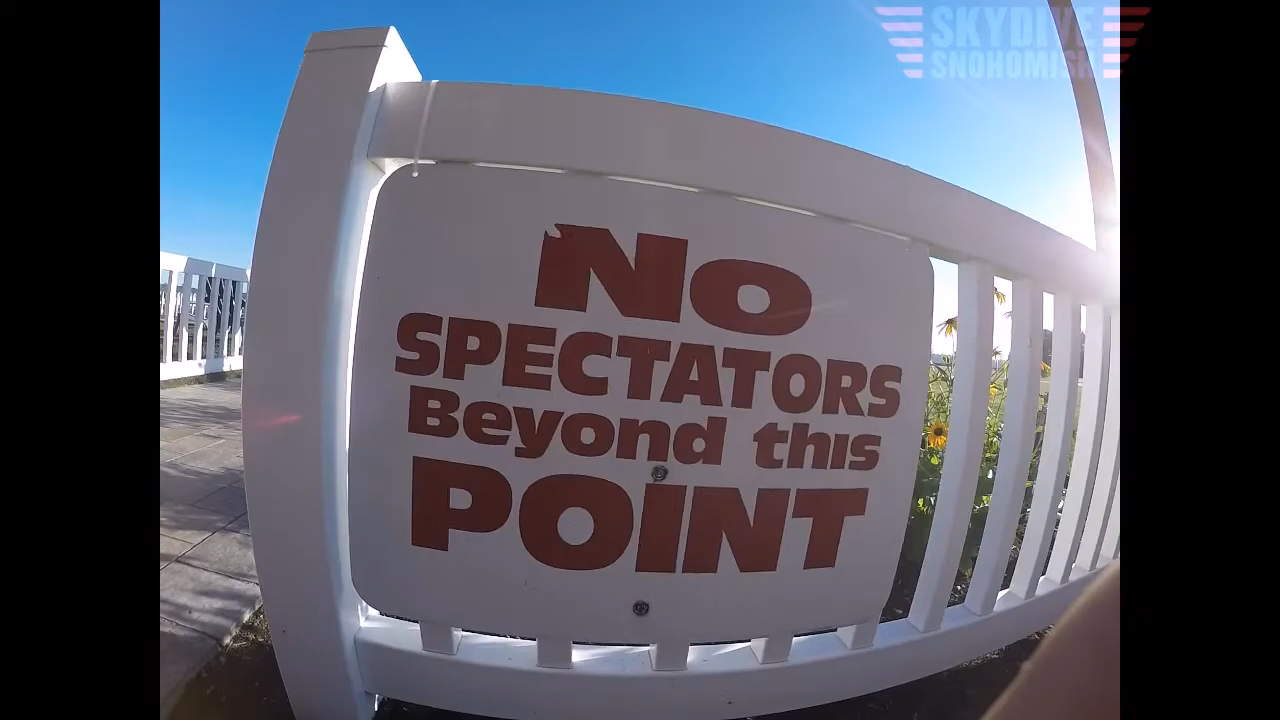 SKYDIVE
SNOHOMISH
NO
SPECTATORS
Beyond this
POINT